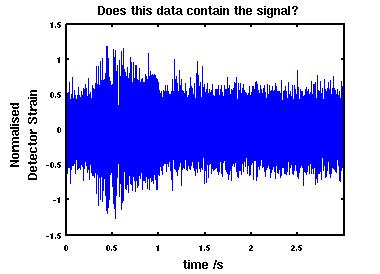 Does this data contain the signal?
1.5
1
0.5
0
-0.5
-1
-1.5
Normalised
Detector Strain
0 0.5 1 1.5 2 2.5
time /s